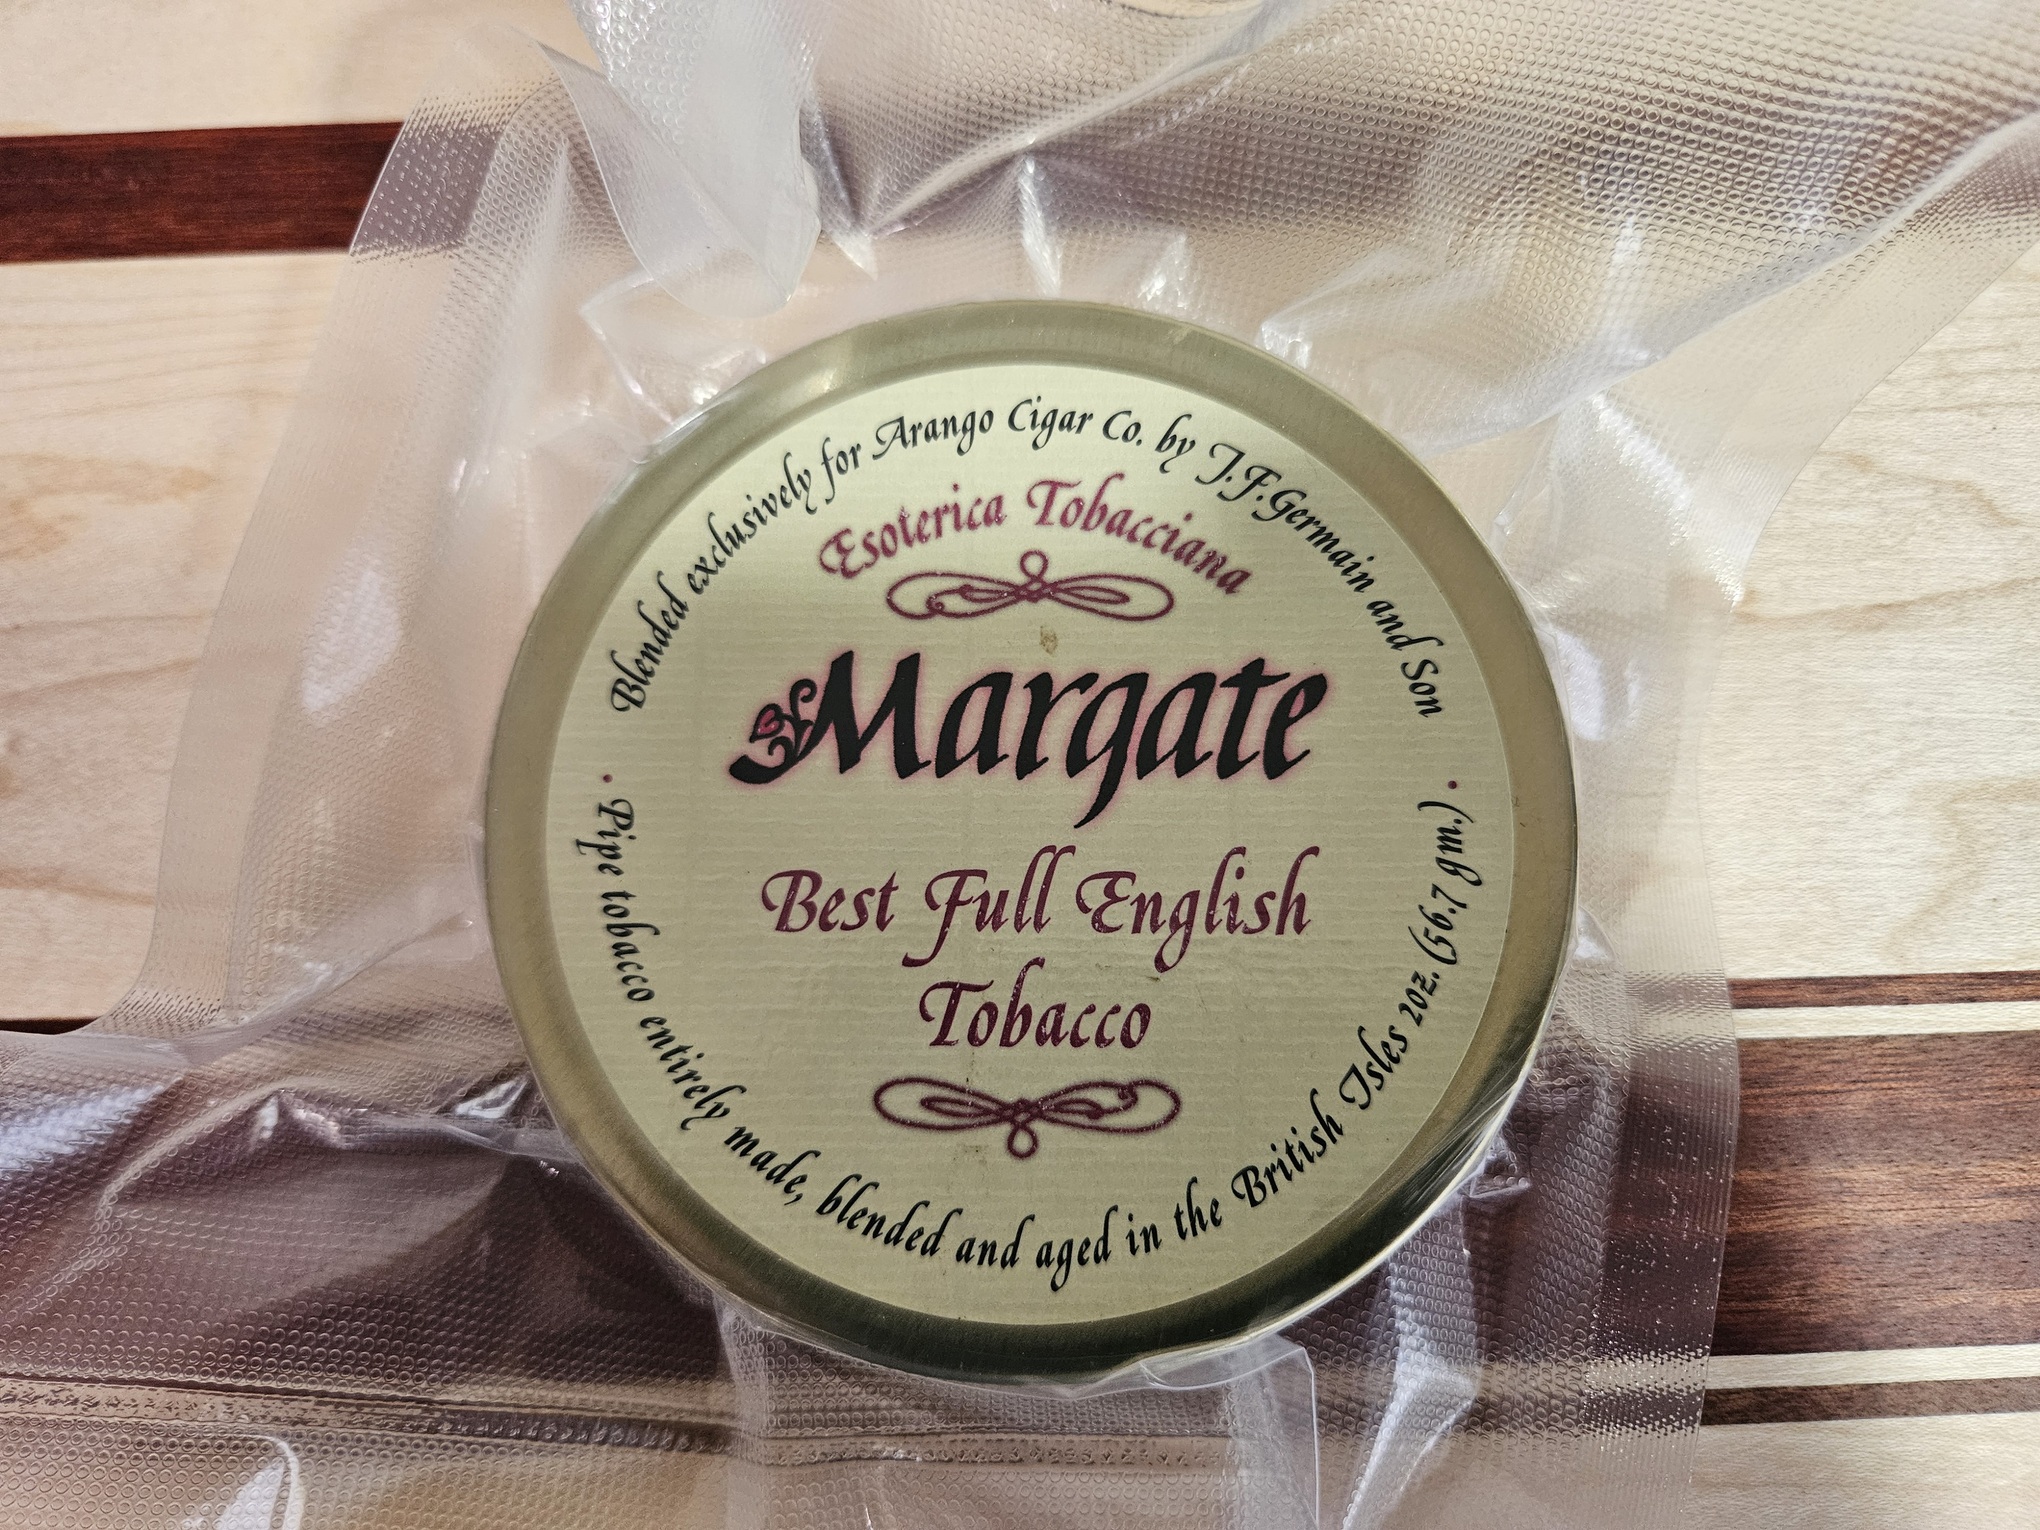 Blended exclusively for Arango Cigar Co. by J.F.Germain and Son
Esoterica Tobacciana
Margate
Best Full English
Tobacco
• Pipe tobacco entirely made, blended and aged in the British Isles 2oz. (56.7 gm.) •